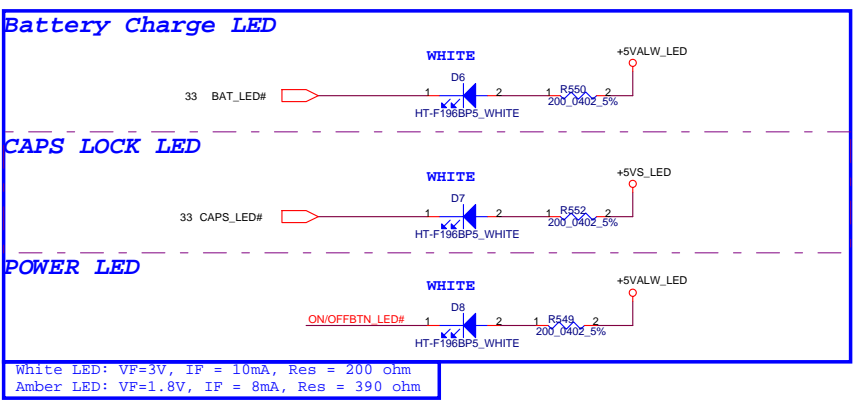 Battery Charge LED
WHITE
+5VALW_LED
D6
33 BAT_LED#
1 2 1 R550 2
HT-F196BP5_WHITE
200_0402_5%
CAPS LOCK LED
WHITE
+5VS_LED
D7
33 CAPS_LED#
1 2 1 R552 2
HT-F196BP5_WHITE
200_0402_5%
POWER LED
WHITE
+5VALW_LED
D8
ON/OFFBTN_LED#
1 2 1 R549 2
HT-F196BP5_WHITE
200_0402_5%
White LED: VF=3V, IF = 10mA, Res = 200 ohm
Amber LED: VF=1.8V, IF = 8mA, Res = 390 ohm